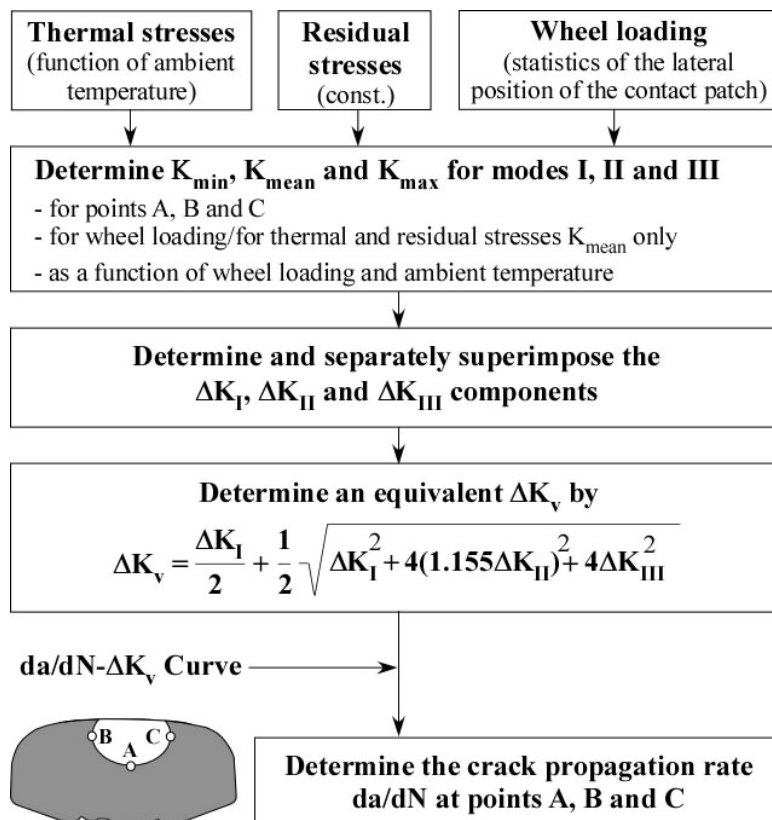 Thermal stresses
(function of ambient
temperature)
Residual
stresses
(const.)
Wheel loading
(statistics of the lateral
position of the contact patch)
Determine K_min, K_mean and K_max for modes I, II and III
- for points A, B and C
- for wheel loading/for thermal and residual stresses K_mean only
- as a function of wheel loading and ambient temperature
Determine and separately superimpose the
ΔK_I, ΔK_II and ΔK_III components
Determine an equivalent ΔK_v by
ΔK_v = ΔK_I/2 + 1/2 √(ΔK_I^2 + 4(1.155ΔK_II)^2 + 4ΔK_III^2)
da/dN-ΔK_v Curve
B C
A
Determine the crack propagation rate
da/dN at points A, B and C